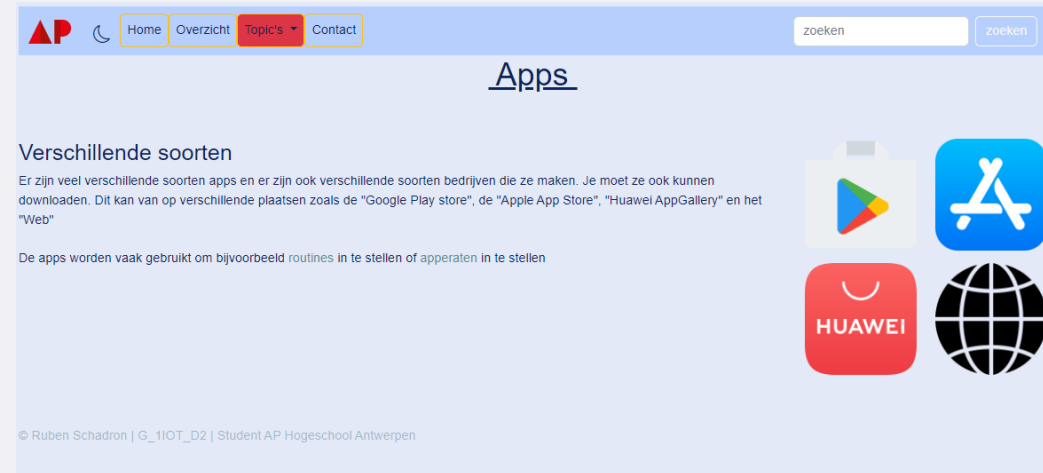 AP Home Overzicht Topic's Contact zoeken zoeken
Apps
Verschillende soorten
Er zijn veel verschillende soorten apps en er zijn ook verschillende soorten bedrijven die ze maken. Je moet ze ook kunnen
downloaden. Dit kan van op verschillende plaatsen zoals de "Google Play store", de "Apple App Store", "Huawei AppGallery" en het
"Web"
De apps worden vaak gebruikt om bijvoorbeeld routines in te stellen of apperaten in te stellen
HUAWEI
© Ruben Schadron | G_1IOT_D2 | Student AP Hogeschool Antwerpen